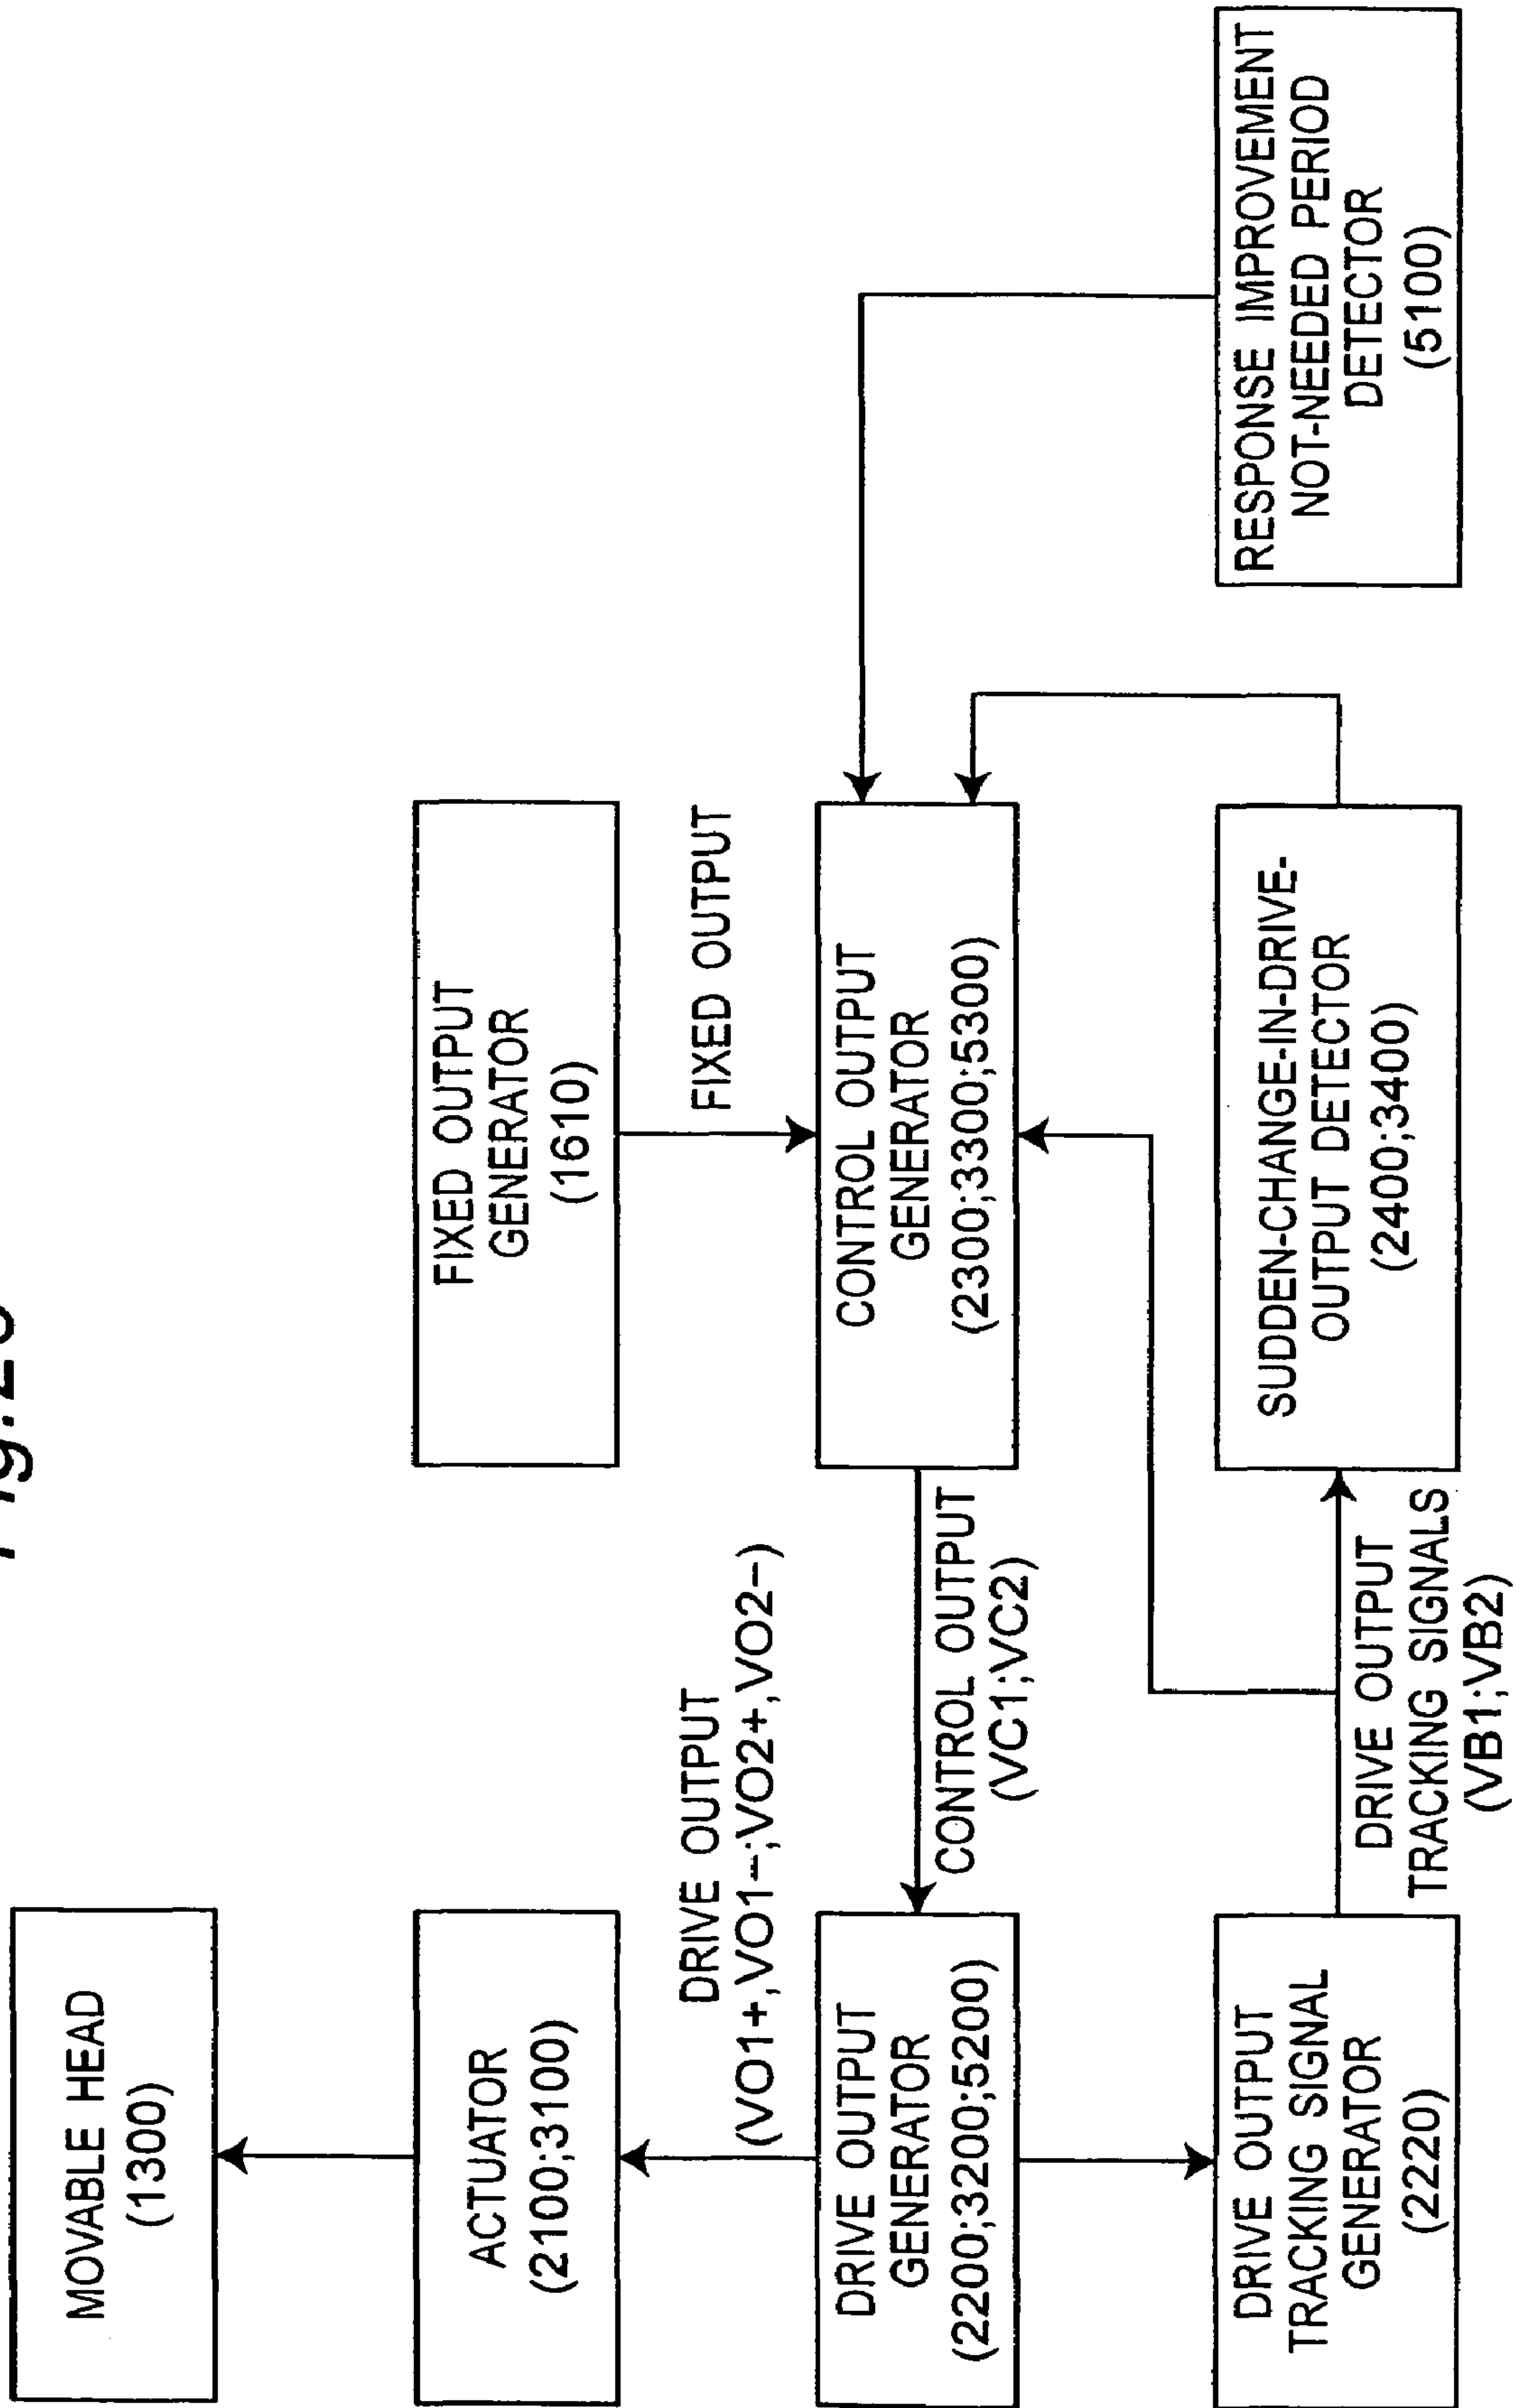 MOVABLE HEAD
(1300)
ACTUATOR
(2100;3100)
FIXED OUTPUT
GENERATOR
(1610)
DRIVE OUTPUT
(VO1+,VO1−;VO2+,VO2−)
FIXED OUTPUT
DRIVE OUTPUT
GENERATOR
(2200;3200;5200)
CONTROL OUTPUT
(VC1;VC2)
CONTROL OUTPUT
GENERATOR
(2300;3300;5300)
DRIVE OUTPUT
TRACKING SIGNAL
GENERATOR
(2220)
DRIVE OUTPUT
TRACKING SIGNALS
(VB1;VB2)
SUDDEN-CHANGE-IN-DRIVE-
OUTPUT DETECTOR
(2400;3400)
RESPONSE IMPROVEMENT
NOT-NEEDED PERIOD
DETECTOR
(5100)